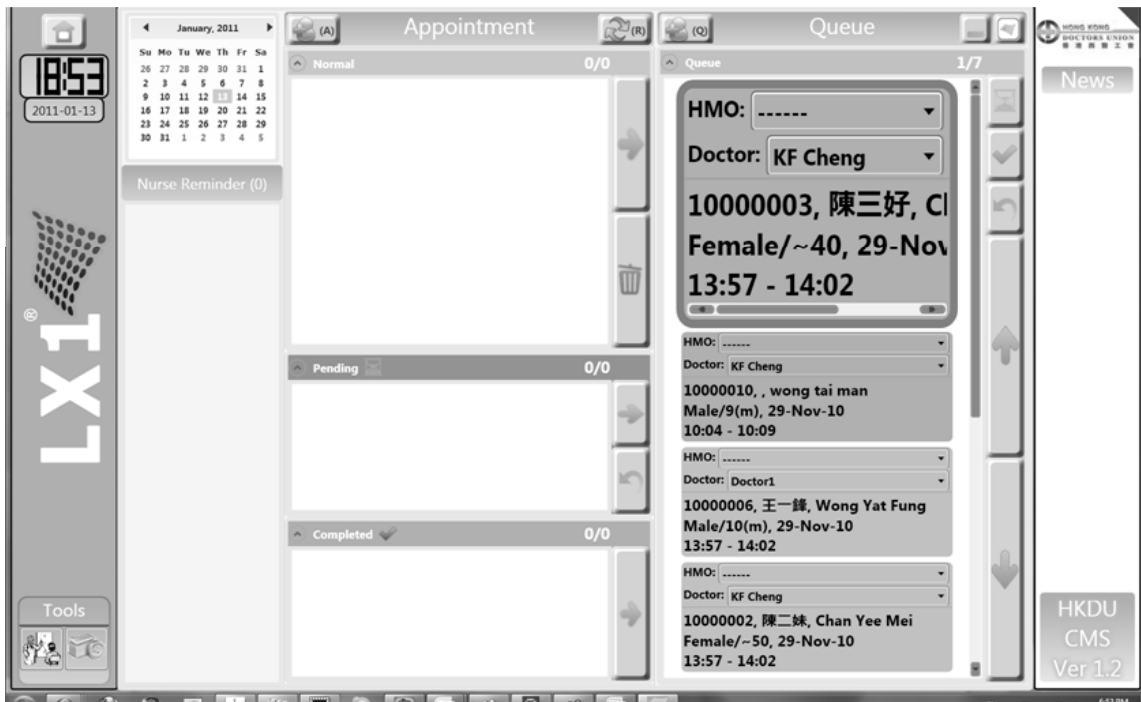 18:53
2011-01-13
LX1®
Tools
January, 2011
Su Mo Tu We Th Fr Sa
26 27 28 29 30 31 1
2 3 4 5 6 7 8
9 10 11 12 13 14 15
16 17 18 19 20 21 22
23 24 25 26 27 28 29
30 31 1 2 3 4 5
Nurse Reminder (0)
(A) Appointment (R)
Normal 0/0
Pending 0/0
Completed 0/0
(Q) Queue
Queue 1/7
HMO: ------
Doctor: KF Cheng
10000003, 陳三好, Cl
Female/~40, 29-Nov
13:57 - 14:02
HMO: ------
Doctor: KF Cheng
10000010, , wong tai man
Male/9(m), 29-Nov-10
10:04 - 10:09
HMO: ------
Doctor: Doctor1
10000006, 王一鋒, Wong Yat Fung
Male/10(m), 29-Nov-10
13:57 - 14:02
HMO: ------
Doctor: KF Cheng
10000002, 陳二妹, Chan Yee Mei
Female/~50, 29-Nov-10
13:57 - 14:02
HONG KONG
DOCTORS UNION
香港西醫工會
News
HKDU
CMS
Ver 1.2